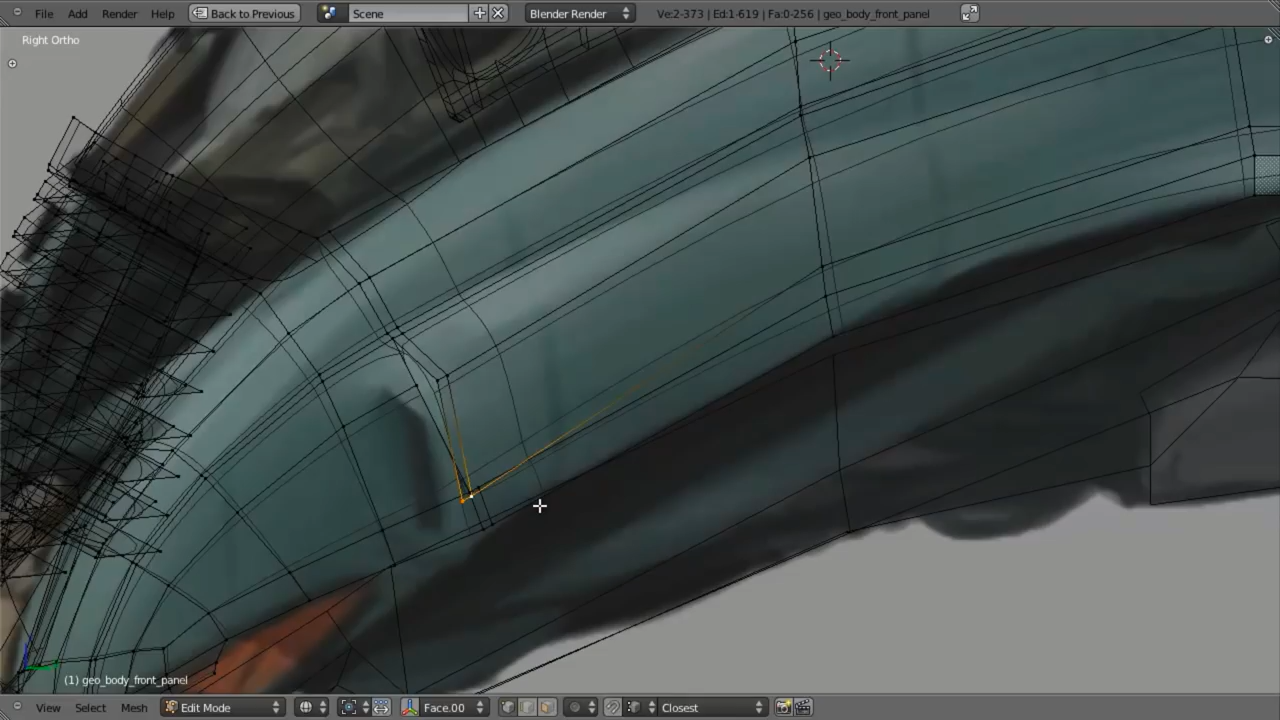 File Add Render Help Back to Previous Scene Blender Render Ve:2-373 | Ed:1-619 | Fa:0-256 | geo_body_front_panel
Right Ortho
(1) geo_body_front_panel
View Select Mesh Edit Mode Face.00 Closest